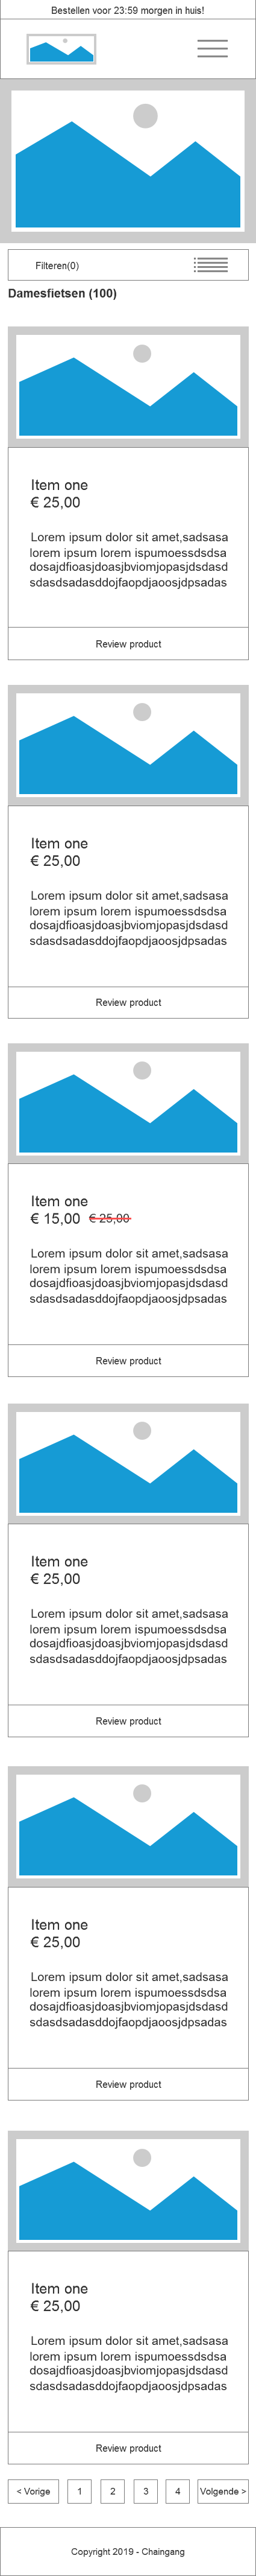 Bestellen voor 23:59 morgen in huis!
Filteren(0)
Damesfietsen (100)
Item one
€ 25,00
Lorem ipsum dolor sit amet,sadsasa
lorem ipsum lorem ispumoessdsdsa
dosajdfioasjdoasjbviomjopasjdsdasd
sdasdsadasddojfaopdjaoosjdpsadas
Review product
Item one
€ 25,00
Lorem ipsum dolor sit amet,sadsasa
lorem ipsum lorem ispumoessdsdsa
dosajdfioasjdoasjbviomjopasjdsdasd
sdasdsadasddojfaopdjaoosjdpsadas
Review product
Item one
€ 15,00 € 25,00
Lorem ipsum dolor sit amet,sadsasa
lorem ipsum lorem ispumoessdsdsa
dosajdfioasjdoasjbviomjopasjdsdasd
sdasdsadasddojfaopdjaoosjdpsadas
Review product
Item one
€ 25,00
Lorem ipsum dolor sit amet,sadsasa
lorem ipsum lorem ispumoessdsdsa
dosajdfioasjdoasjbviomjopasjdsdasd
sdasdsadasddojfaopdjaoosjdpsadas
Review product
Item one
€ 25,00
Lorem ipsum dolor sit amet,sadsasa
lorem ipsum lorem ispumoessdsdsa
dosajdfioasjdoasjbviomjopasjdsdasd
sdasdsadasddojfaopdjaoosjdpsadas
Review product
Item one
€ 25,00
Lorem ipsum dolor sit amet,sadsasa
lorem ipsum lorem ispumoessdsdsa
dosajdfioasjdoasjbviomjopasjdsdasd
sdasdsadasddojfaopdjaoosjdpsadas
Review product
< Vorige 1 2 3 4 Volgende >
Copyright 2019 - Chaingang